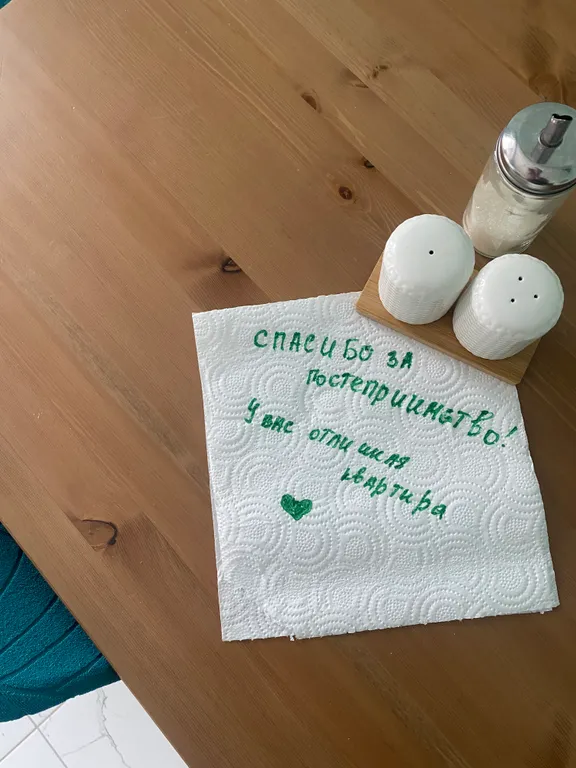 СПАСИБО ЗА
гостеприимство!
У вас отличная
квартира